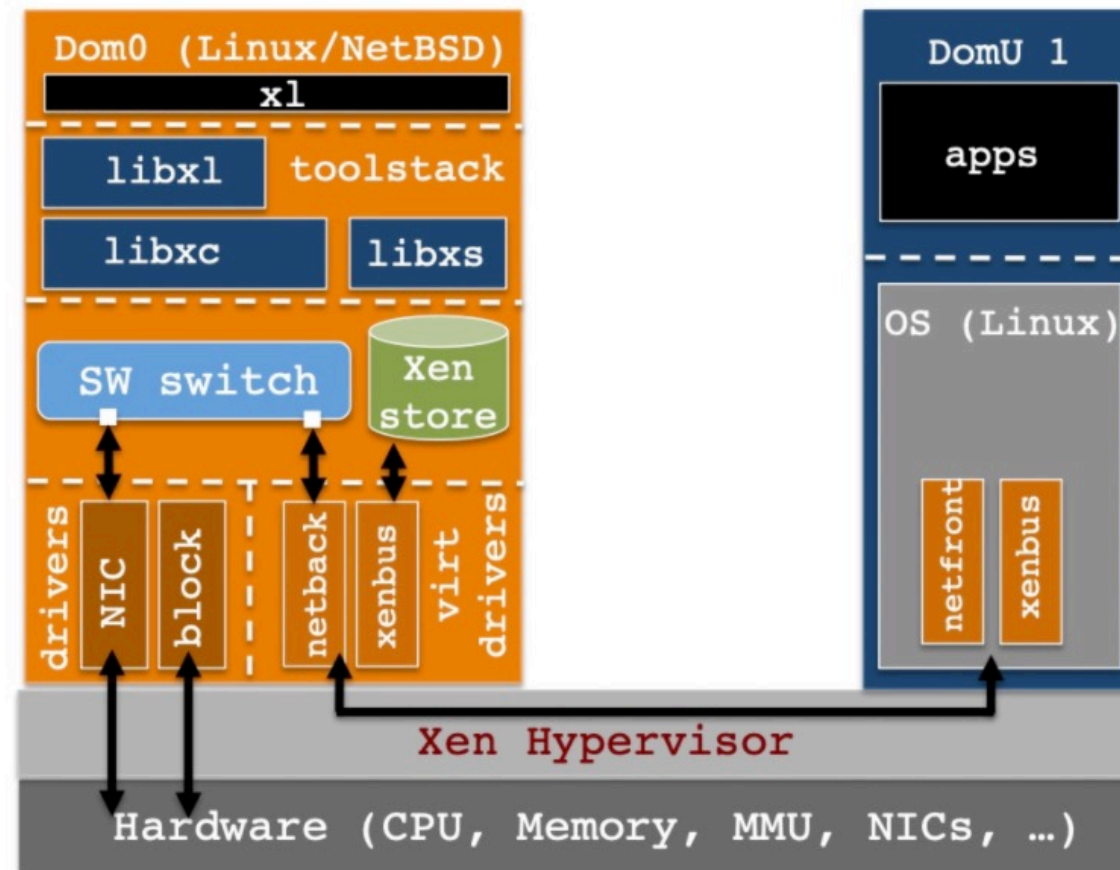 Dom0 (Linux/NetBSD)
xl
libxl
toolstack
libxc
libxs
SW switch
Xen
store
drivers
NIC
block
netback
xenbus
virt
drivers
DomU 1
apps
OS (Linux)
netfront
xenbus
Xen Hypervisor
Hardware (CPU, Memory, MMU, NICs, …)